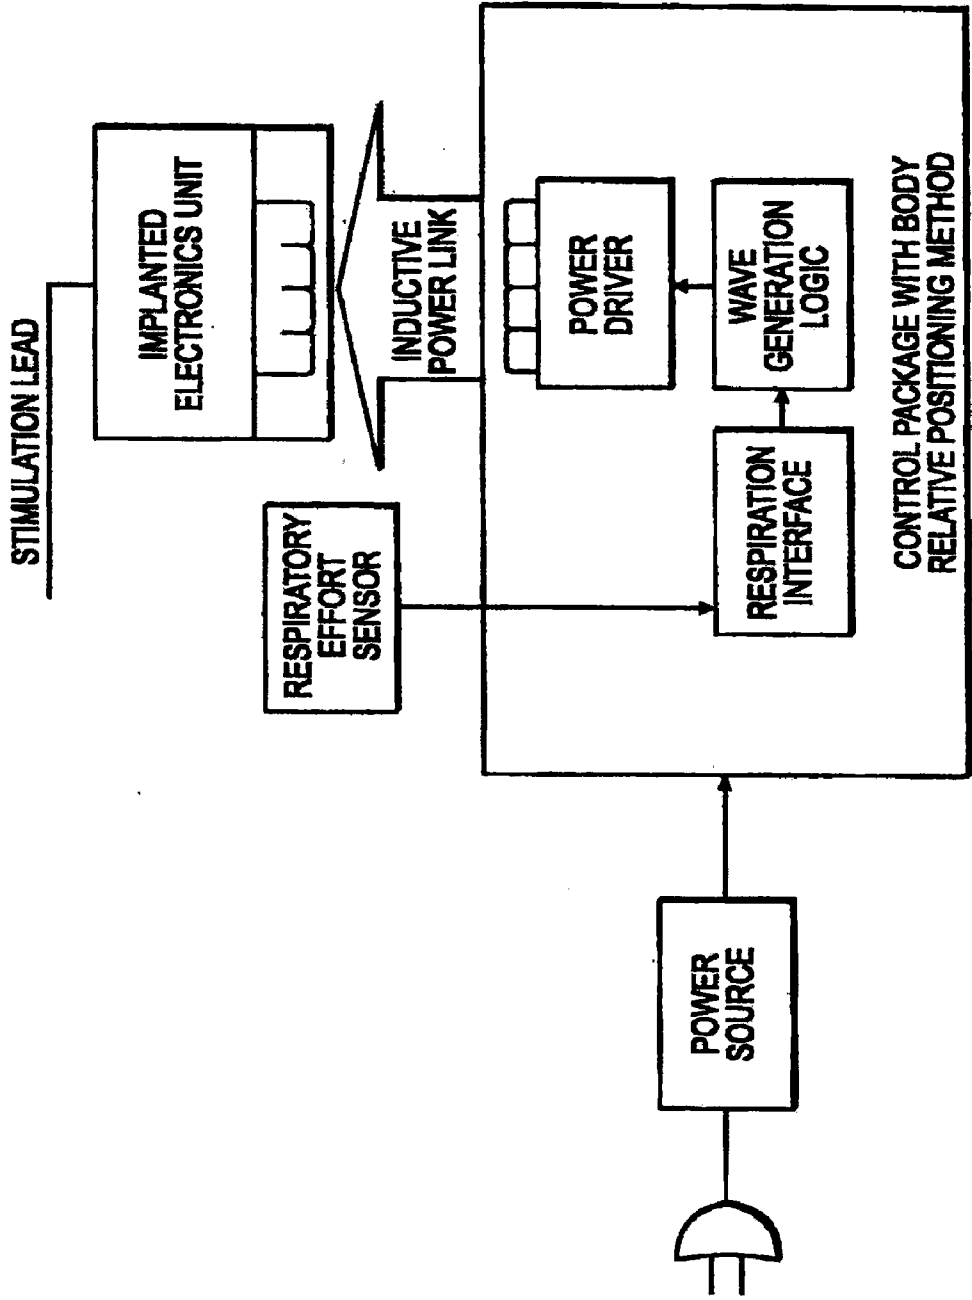 STIMULATION LEAD
IMPLANTED
ELECTRONICS UNIT
RESPIRATORY
EFFORT
SENSOR
INDUCTIVE
POWER LINK
POWER
DRIVER
RESPIRATION
INTERFACE
WAVE
GENERATION
LOGIC
POWER
SOURCE
CONTROL PACKAGE WITH BODY
RELATIVE POSITIONING METHOD